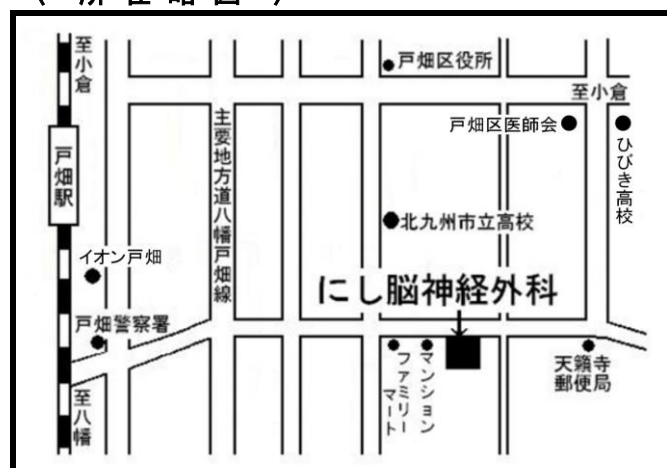 ( 所 在 略 図 )
至小倉
戸畑区役所
至小倉
戸畑区医師会
ひびき高校
戸畑駅
主要地方道八幡戸畑線
北九州市立高校
イオン戸畑
にし脳神経外科
戸畑警察署
ファミリー
マート
マンション
天籟寺
郵便局
至八幡